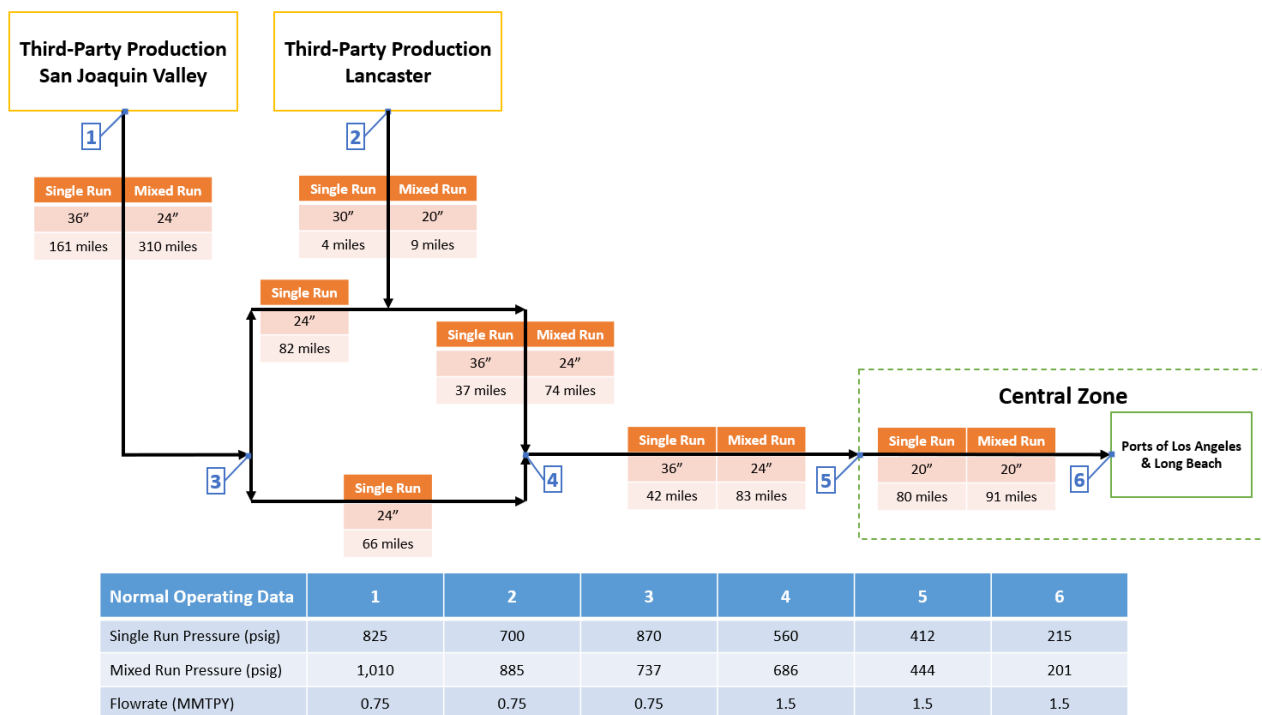 Third-Party Production
San Joaquin Valley
Third-Party Production
Lancaster
1
2
Single Run Mixed Run
36” 24”
161 miles 310 miles
Single Run Mixed Run
30” 20”
4 miles 9 miles
Single Run
24”
82 miles
Single Run Mixed Run
36” 24”
37 miles 74 miles
3
Single Run
24”
66 miles
4
Single Run Mixed Run
36” 24”
42 miles 83 miles
5
Central Zone
Single Run Mixed Run
20” 20”
80 miles 91 miles
6
Ports of Los Angeles
& Long Beach
Normal Operating Data 1 2 3 4 5 6
Single Run Pressure (psig) 825 700 870 560 412 215
Mixed Run Pressure (psig) 1,010 885 737 686 444 201
Flowrate (MMTPY) 0.75 0.75 0.75 1.5 1.5 1.5